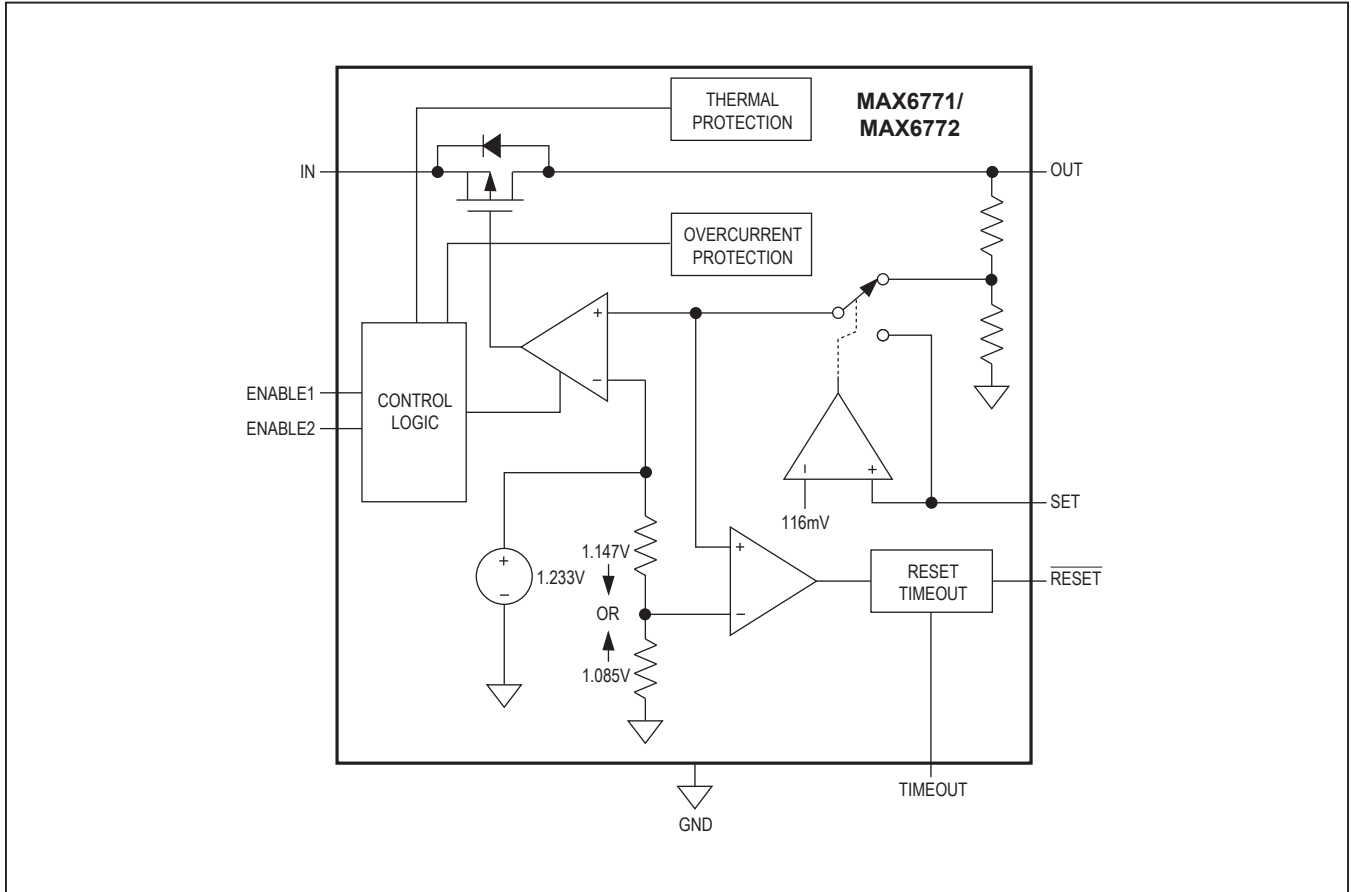 THERMAL
PROTECTION
MAX6771/
MAX6772
IN
OUT
OVERCURRENT
PROTECTION
+
−
ENABLE1
ENABLE2
CONTROL
LOGIC
− +
116mV
SET
+
−
1.233V
1.147V
OR
1.085V
+
−
RESET
TIMEOUT
RESET
TIMEOUT
GND